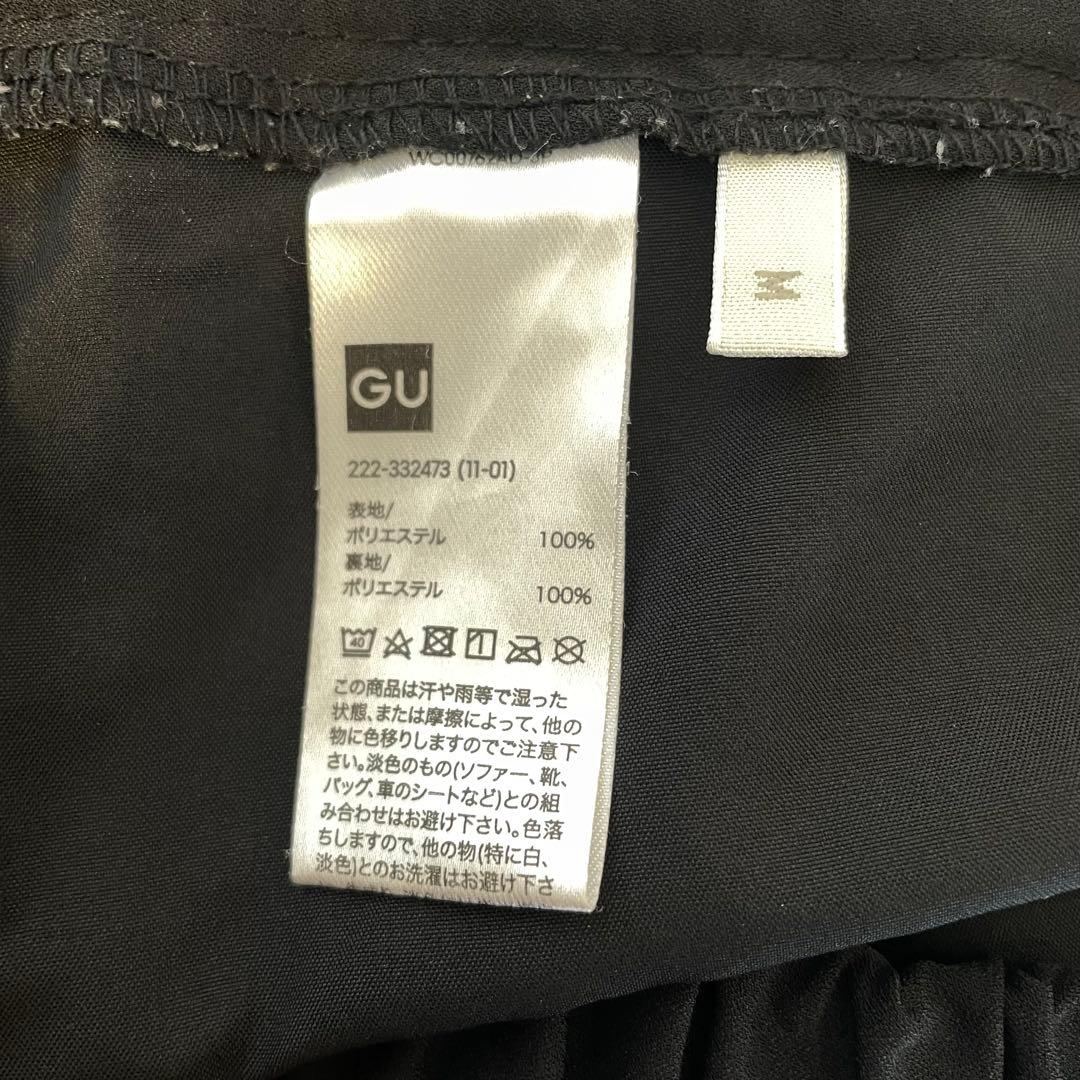 M
GU
222-332473 (11-01)
表地/
ポリエステル 100%
裏地/
ポリエステル 100%
40
この商品は汗や雨等で湿った
状態、または摩擦によって、他の
物に色移りしますのでご注意下
さい。淡色のもの(ソファー、靴、
バッグ、車のシートなど)との組
み合わせはお避け下さい。色落
ちしますので、他の物(特に白、
淡色)とのお洗濯はお避け下さ